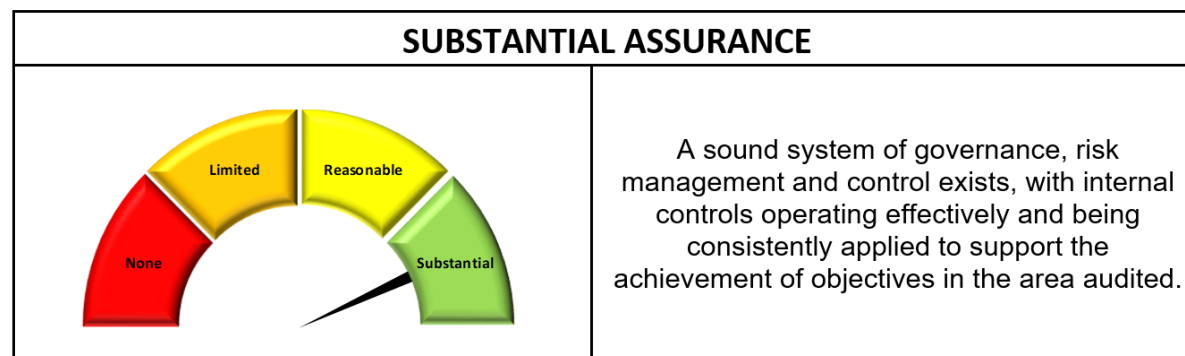 SUBSTANTIAL ASSURANCE
Limited
Reasonable
None
Substantial
A sound system of governance, risk
management and control exists, with internal
controls operating effectively and being
consistently applied to support the
achievement of objectives in the area audited.